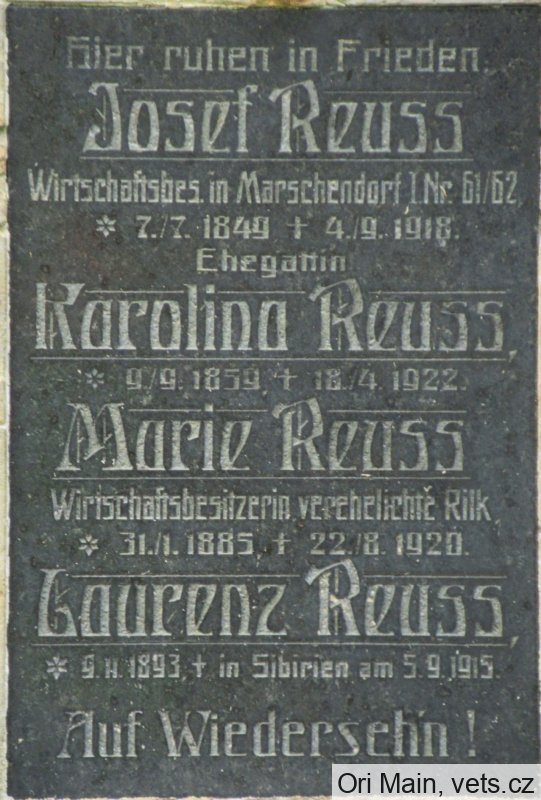 Hier ruhen in Frieden.
Josef Reuss
Wirtschaftsbes. in Marschendorf, I. Nr. 61/62,
* 7./7. 1849 + 4./9. 1918.
Ehegattin
Karolina Reuss,
* 9./9. 1859, + 18./4. 1922.
Marie Reuss
Wirtschaftsbesitzerin, verehelichte Rilk,
* 31./1. 1885, + 22./8. 1920.
Laurenz Reuss,
* 9. 11. 1893, + in Sibirien am 5. 9. 1915.
Auf Wiedersehn !
Ori Main, vets.cz